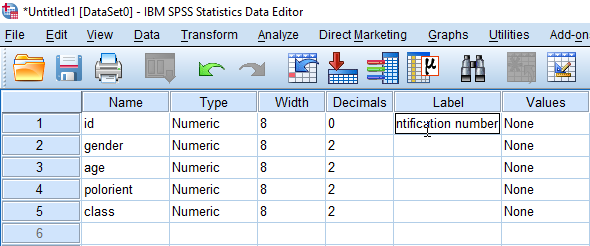 *Untitled1 [DataSet0] - IBM SPSS Statistics Data Editor
File Edit View Data Transform Analyze Direct Marketing Graphs Utilities Add-on
Name Type Width Decimals Label Values
1 id Numeric 8 0 ntification number None
2 gender Numeric 8 2 None
3 age Numeric 8 2 None
4 polorient Numeric 8 2 None
5 class Numeric 8 2 None
6